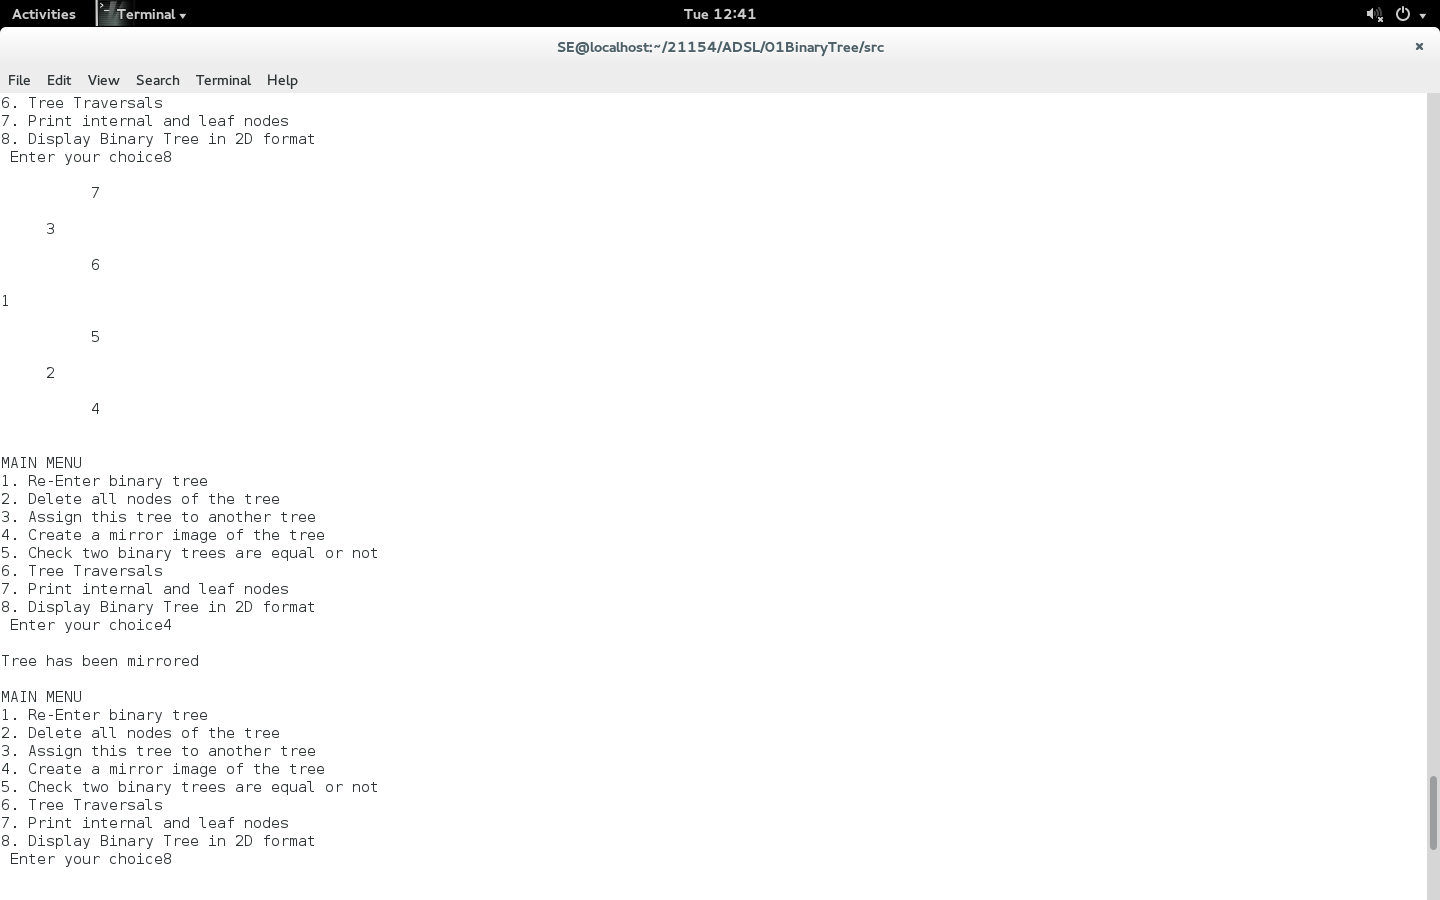 Activities Terminal Tue 12:41
SE@localhost:~/21154/ADSL/01BinaryTree/src
File Edit View Search Terminal Help
6. Tree Traversals
7. Print internal and leaf nodes
8. Display Binary Tree in 2D format
Enter your choice8
7
3
6
1
5
2
4
MAIN MENU
1. Re-Enter binary tree
2. Delete all nodes of the tree
3. Assign this tree to another tree
4. Create a mirror image of the tree
5. Check two binary trees are equal or not
6. Tree Traversals
7. Print internal and leaf nodes
8. Display Binary Tree in 2D format
Enter your choice4
Tree has been mirrored
MAIN MENU
1. Re-Enter binary tree
2. Delete all nodes of the tree
3. Assign this tree to another tree
4. Create a mirror image of the tree
5. Check two binary trees are equal or not
6. Tree Traversals
7. Print internal and leaf nodes
8. Display Binary Tree in 2D format
Enter your choice8